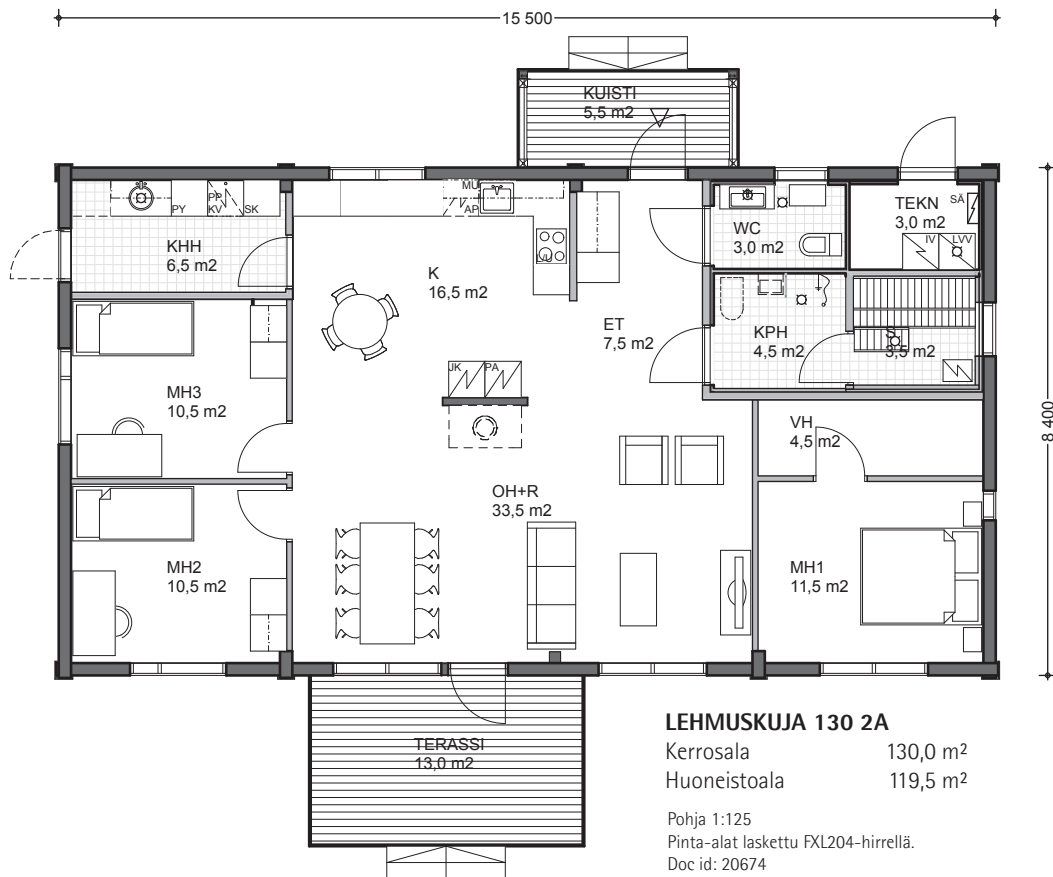 15 500
KUISTI
5,5 m2
PY
PP
KV
SK
KHH
6,5 m2
MU
AP
UU
K
16,5 m2
ET
7,5 m2
WC
3,0 m2
TEKN
3,0 m2
SÄ
IV
LVV
KPH
4,5 m2
S
3,5 m2
JK
PA
MH3
10,5 m2
VH
4,5 m2
8 400
OH+R
33,5 m2
MH2
10,5 m2
MH1
11,5 m2
TERASSI
13,0 m2
LEHMUSKUJA 130 2A
Kerrosala 130,0 m²
Huoneistoala 119,5 m²
Pohja 1:125
Pinta-alat laskettu FXL204-hirrellä.
Doc id: 20674